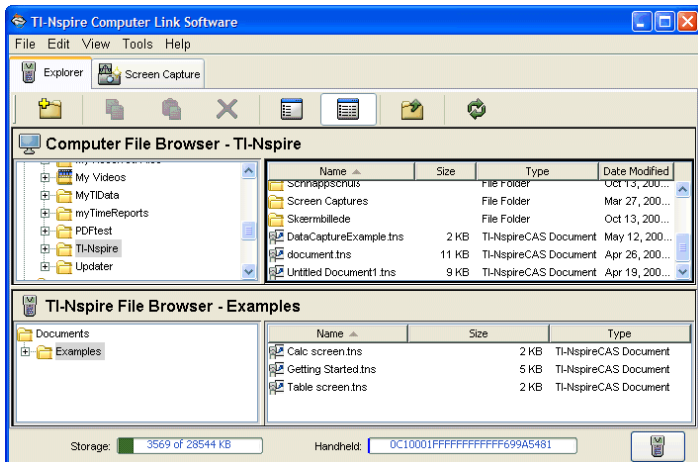 TI-Nspire Computer Link Software
File Edit View Tools Help
Explorer Screen Capture
Computer File Browser - TI-Nspire
My Videos
MyTIData
myTimeReports
PDFtest
TI-Nspire
Updater
Name Size Type Date Modified
Schnappschuß File Folder Oct 13, 200...
Screen Captures File Folder Mar 27, 200...
Skærmbillede File Folder Oct 13, 200...
DataCaptureExample.tns 2 KB TI-NspireCAS Document May 12, 200...
document.tns 11 KB TI-NspireCAS Document Apr 26, 200...
Untitled Document1.tns 9 KB TI-NspireCAS Document Apr 19, 200...
TI-Nspire File Browser - Examples
Documents
Examples
Name Size Type
Calc screen.tns 2 KB TI-NspireCAS Document
Getting Started.tns 5 KB TI-NspireCAS Document
Table screen.tns 2 KB TI-NspireCAS Document
Storage: 3569 of 28544 KB Handheld: 0C10001FFFFFFFFFFFF699A5481